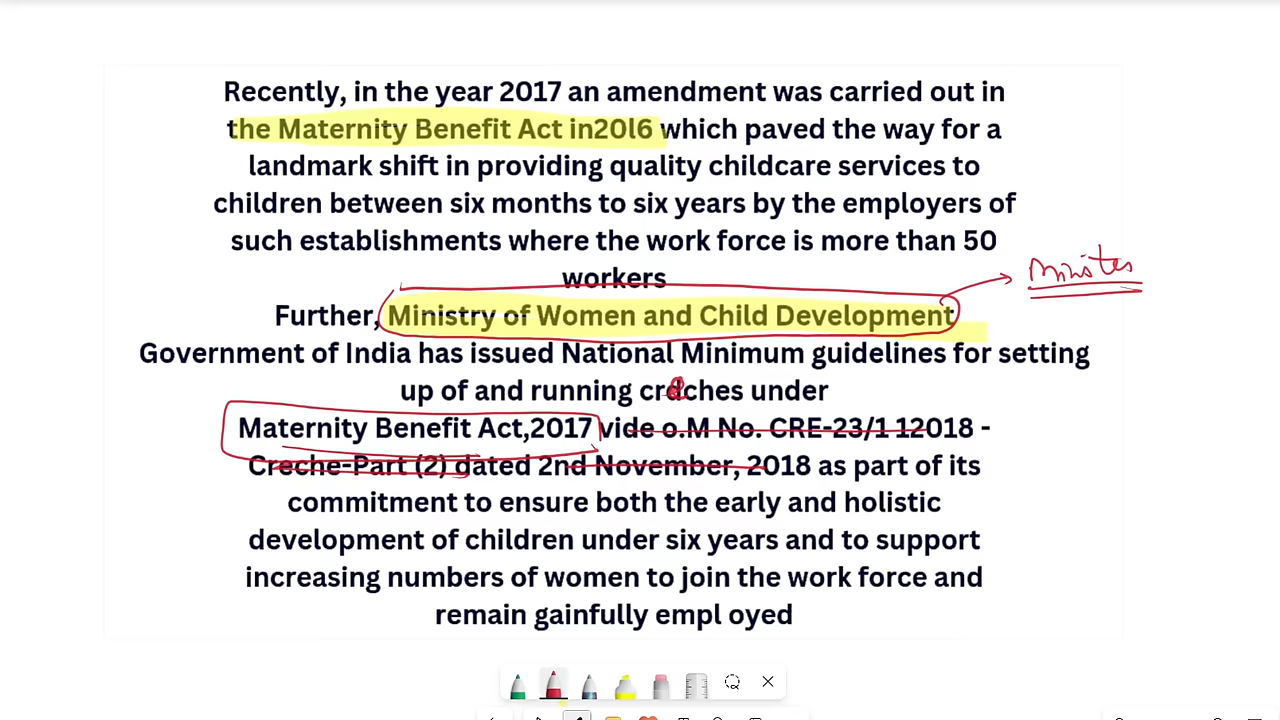 Recently, in the year 2017 an amendment was carried out in
the Maternity Benefit Act in20l6 which paved the way for a
landmark shift in providing quality childcare services to
children between six months to six years by the employers of
such establishments where the work force is more than 50
workers
Further, Ministry of Women and Child Development
Government of India has issued National Minimum guidelines for setting
up of and running creches under
Maternity Benefit Act,2017 vide o.M No. CRE-23/1 12018 -
Creche-Part (2) dated 2nd November, 2018 as part of its
commitment to ensure both the early and holistic
development of children under six years and to support
increasing numbers of women to join the work force and
remain gainfully empl oyed